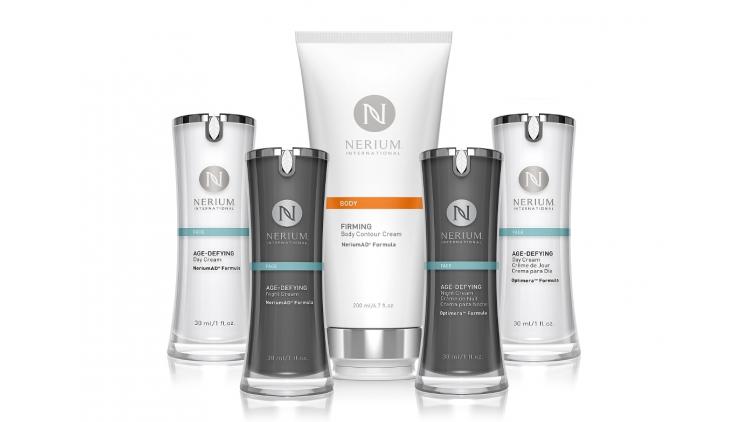 N
NERIUM
INTERNATIONAL
FACE
AGE-DEFYING
Day Cream
NeriumAD® Formula
30 ml/1 fl. oz.
N
NERIUM
INTERNATIONAL
FACE
AGE-DEFYING
Night Cream
NeriumAD® Formula
30 ml/1 fl. oz.
N
NERIUM
INTERNATIONAL
BODY
FIRMING
Body Contour Cream
NeriumAD® Formula
200 ml/6.7 fl.oz
N
NERIUM
INTERNATIONAL
FACE
AGE-DEFYING
Night Cream
Crème de Nuit
Crema para Noche
Optimera™ Formula
30 ml/1 fl. oz.
N
NERIUM
INTERNATIONAL
FACE
AGE-DEFYING
Day Cream
Crème de Jour
Crema para Día
Optimera™ Formula
30 ml/1 fl. oz.